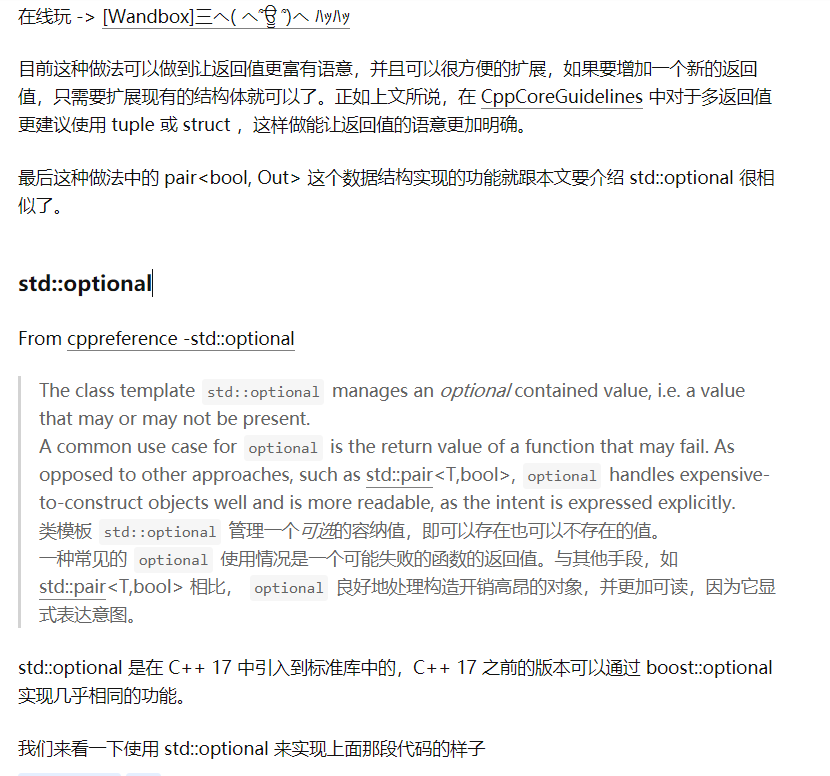 在线玩 -> [Wandbox]三へ( へ՞ਊ ՞)へ ﾊｯﾊｯ
目前这种做法可以做到让返回值更富有语意，并且可以很方便的扩展，如果要增加一个新的返回
值，只需要扩展现有的结构体就可以了。正如上文所说，在 CppCoreGuidelines 中对于多返回值
更建议使用 tuple 或 struct ，这样做能让返回值的语意更加明确。
最后这种做法中的 pair<bool, Out> 这个数据结构实现的功能就跟本文要介绍 std::optional 很相
似了。
std::optional
From cppreference -std::optional
The class template std::optional manages an optional contained value, i.e. a value
that may or may not be present.
A common use case for optional is the return value of a function that may fail. As
opposed to other approaches, such as std::pair<T,bool>, optional handles expensive-
to-construct objects well and is more readable, as the intent is expressed explicitly.
类模板 std::optional 管理一个可选的容纳值，即可以存在也可以不存在的值。
一种常见的 optional 使用情况是一个可能失败的函数的返回值。与其他手段，如
std::pair<T,bool> 相比， optional 良好地处理构造开销高昂的对象，并更加可读，因为它显
式表达意图。
std::optional 是在 C++ 17 中引入到标准库中的，C++ 17 之前的版本可以通过 boost::optional
实现几乎相同的功能。
我们来看一下使用 std::optional 来实现上面那段代码的样子